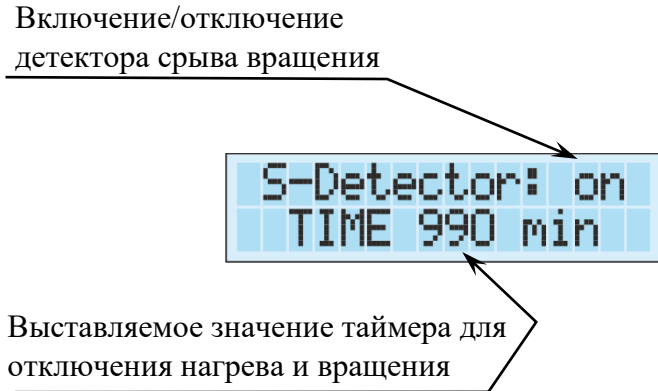 Включение/отключение
детектора срыва вращения
S-Detector: on
TIME 990 min
Выставляемое значение таймера для
отключения нагрева и вращения